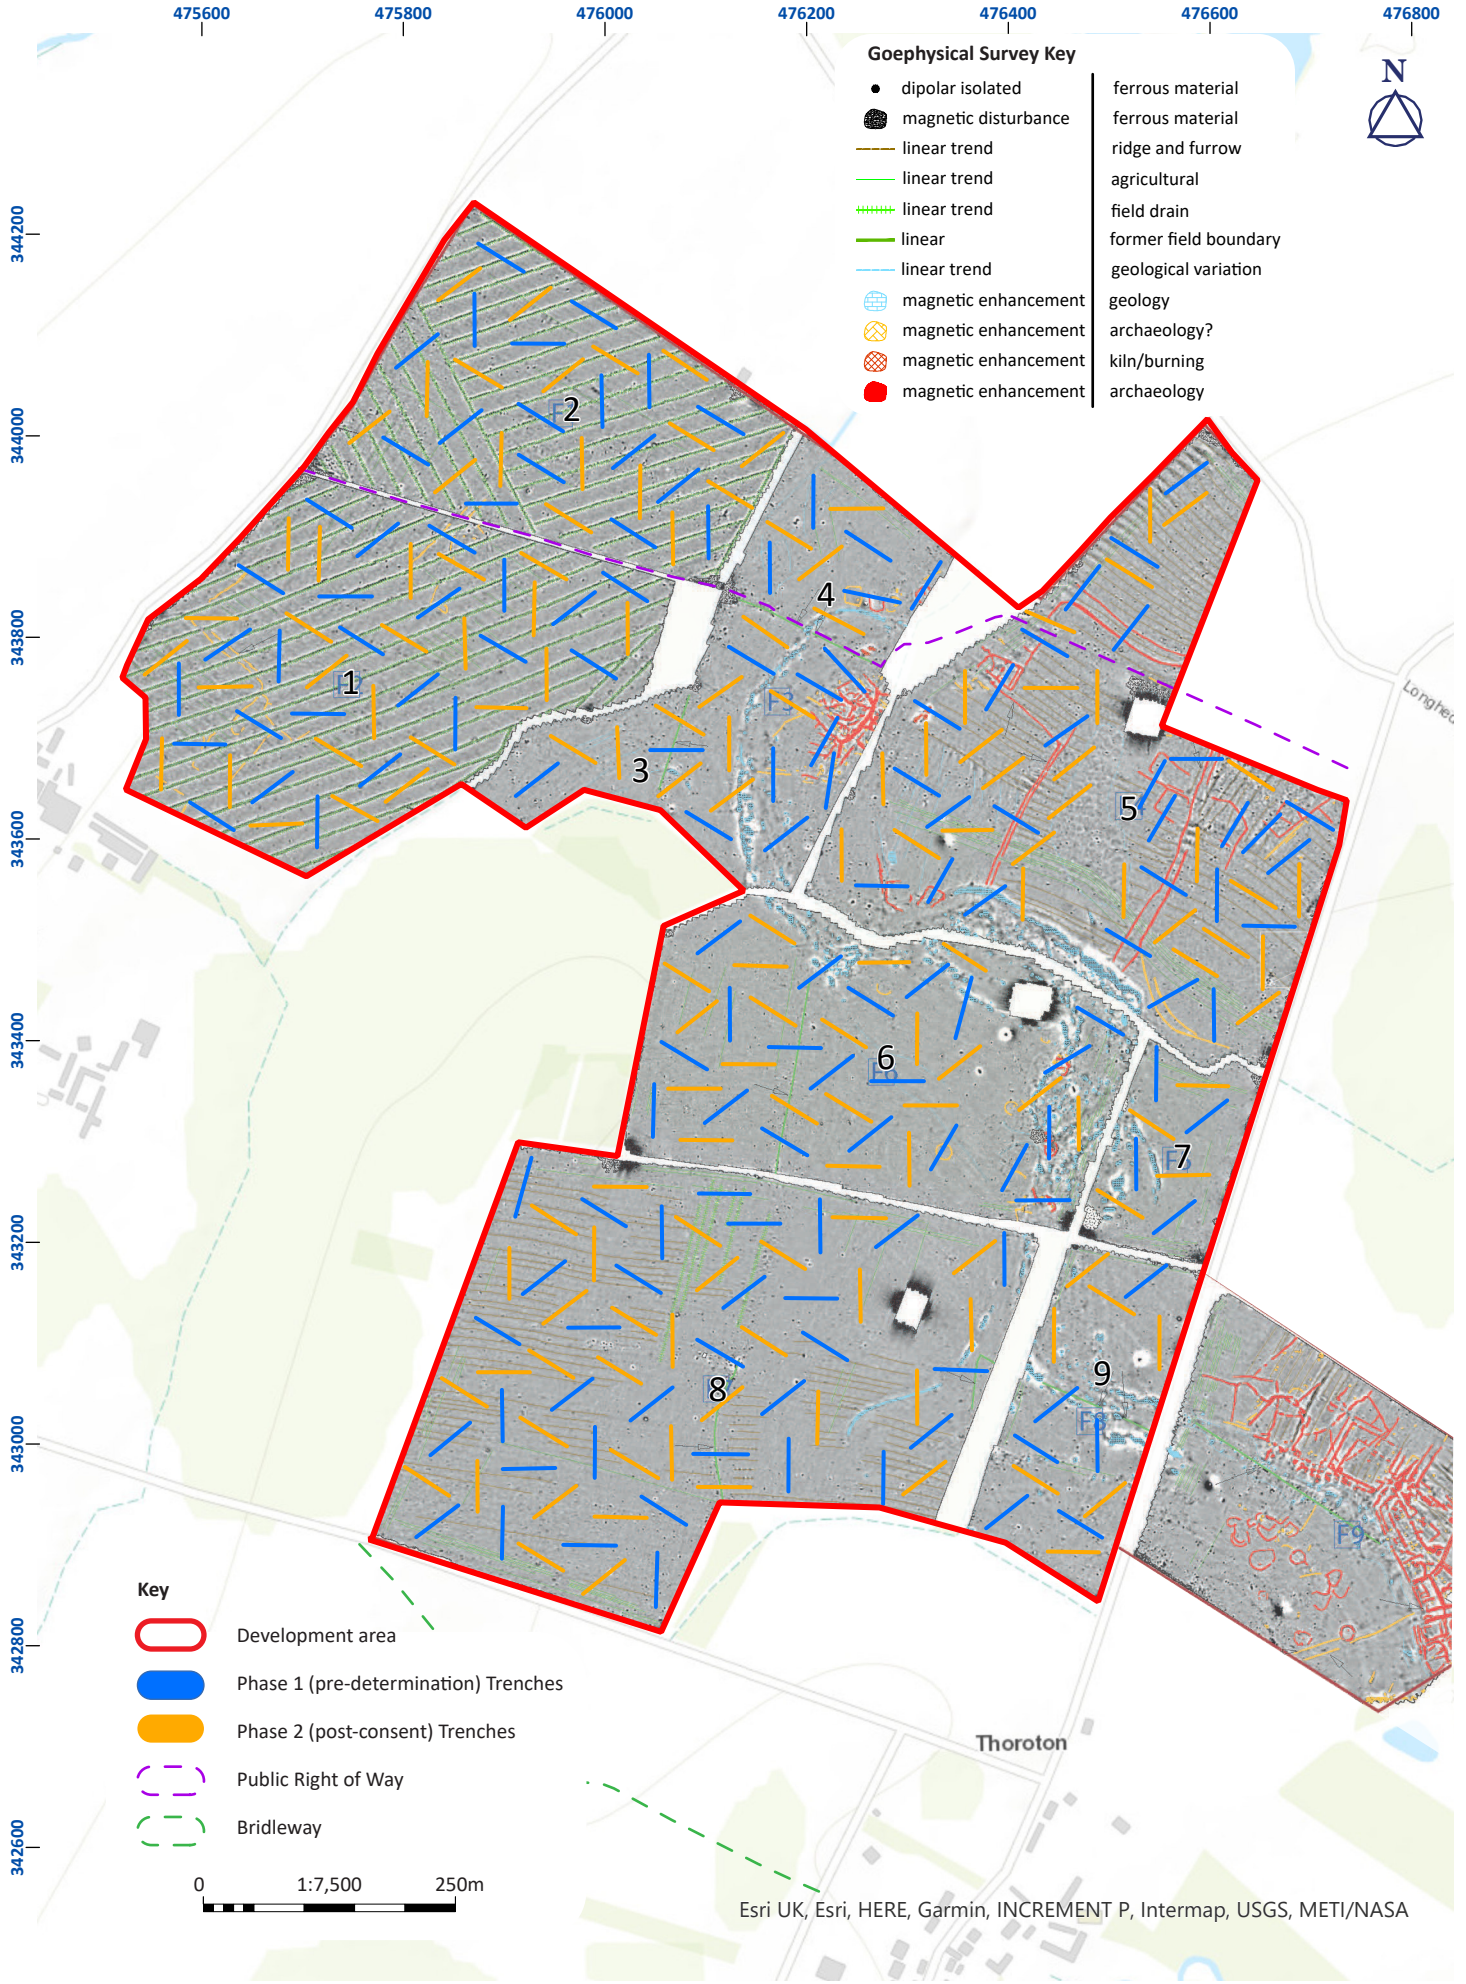 475600 475800 476000 476200 476400 476600 476800
Goephysical Survey Key
dipolar isolated ferrous material
magnetic disturbance ferrous material
linear trend ridge and furrow
linear trend agricultural
linear trend field drain
linear former field boundary
linear trend geological variation
magnetic enhancement geology
magnetic enhancement archaeology?
magnetic enhancement kiln/burning
magnetic enhancement archaeology
N
344200
344000
343800
343600
343400
343200
343000
342800
342600
2
4
1
F3
3
5
6
F6
7
8
9
F8
F9
Thoroton
Key
Development area
Phase 1 (pre-determination) Trenches
Phase 2 (post-consent) Trenches
Public Right of Way
Bridleway
0 1:7,500 250m
Esri UK, Esri, HERE, Garmin, INCREMENT P, Intermap, USGS, METI/NASA